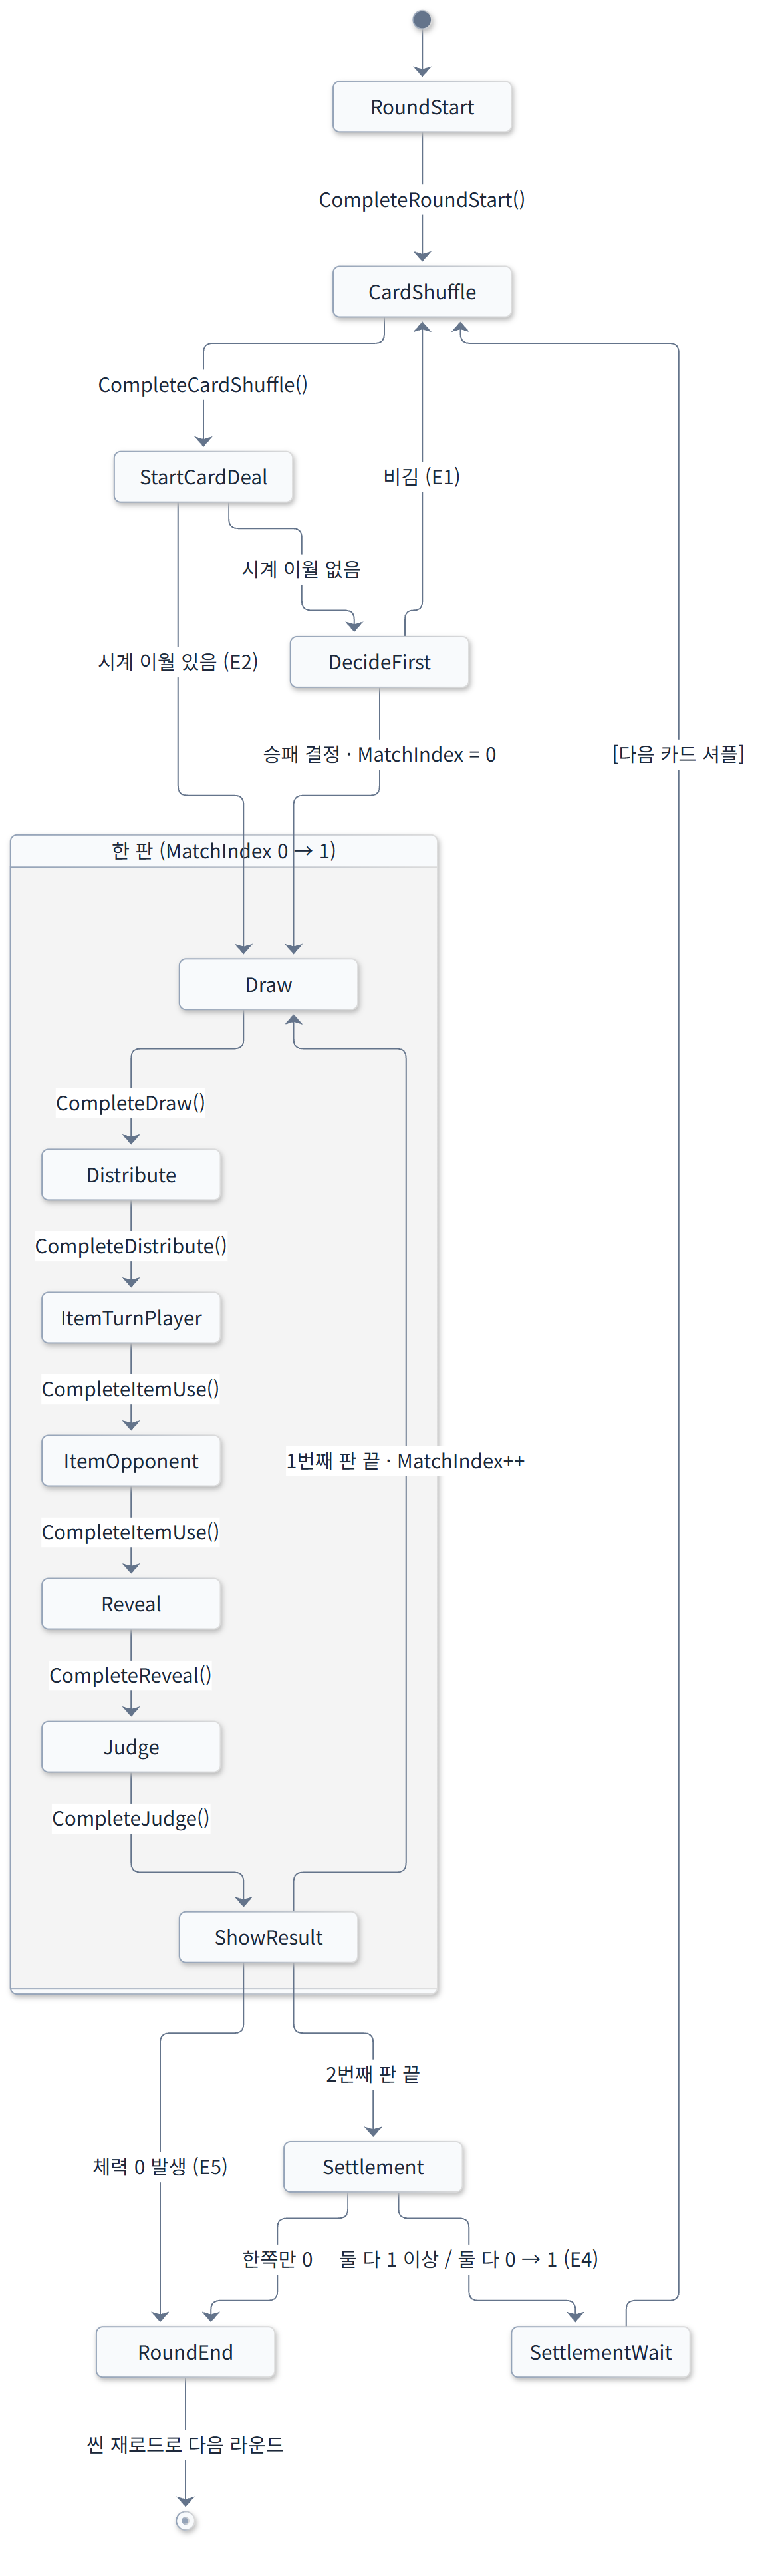 RoundStart
CompleteRoundStart()
CardShuffle
CompleteCardShuffle()
StartCardDeal
비김 (E1)
시계 이월 없음
시계 이월 있음 (E2)
DecideFirst
승패 결정 · MatchIndex = 0
[다음 카드 셔플]
한 판 (MatchIndex 0 → 1)
Draw
CompleteDraw()
Distribute
CompleteDistribute()
ItemTurnPlayer
CompleteItemUse()
ItemOpponent
1번째 판 끝 · MatchIndex++
CompleteItemUse()
Reveal
CompleteReveal()
Judge
CompleteJudge()
ShowResult
2번째 판 끝
체력 0 발생 (E5)
Settlement
한쪽만 0
둘 다 1 이상 / 둘 다 0 → 1 (E4)
RoundEnd
SettlementWait
씬 재로드로 다음 라운드